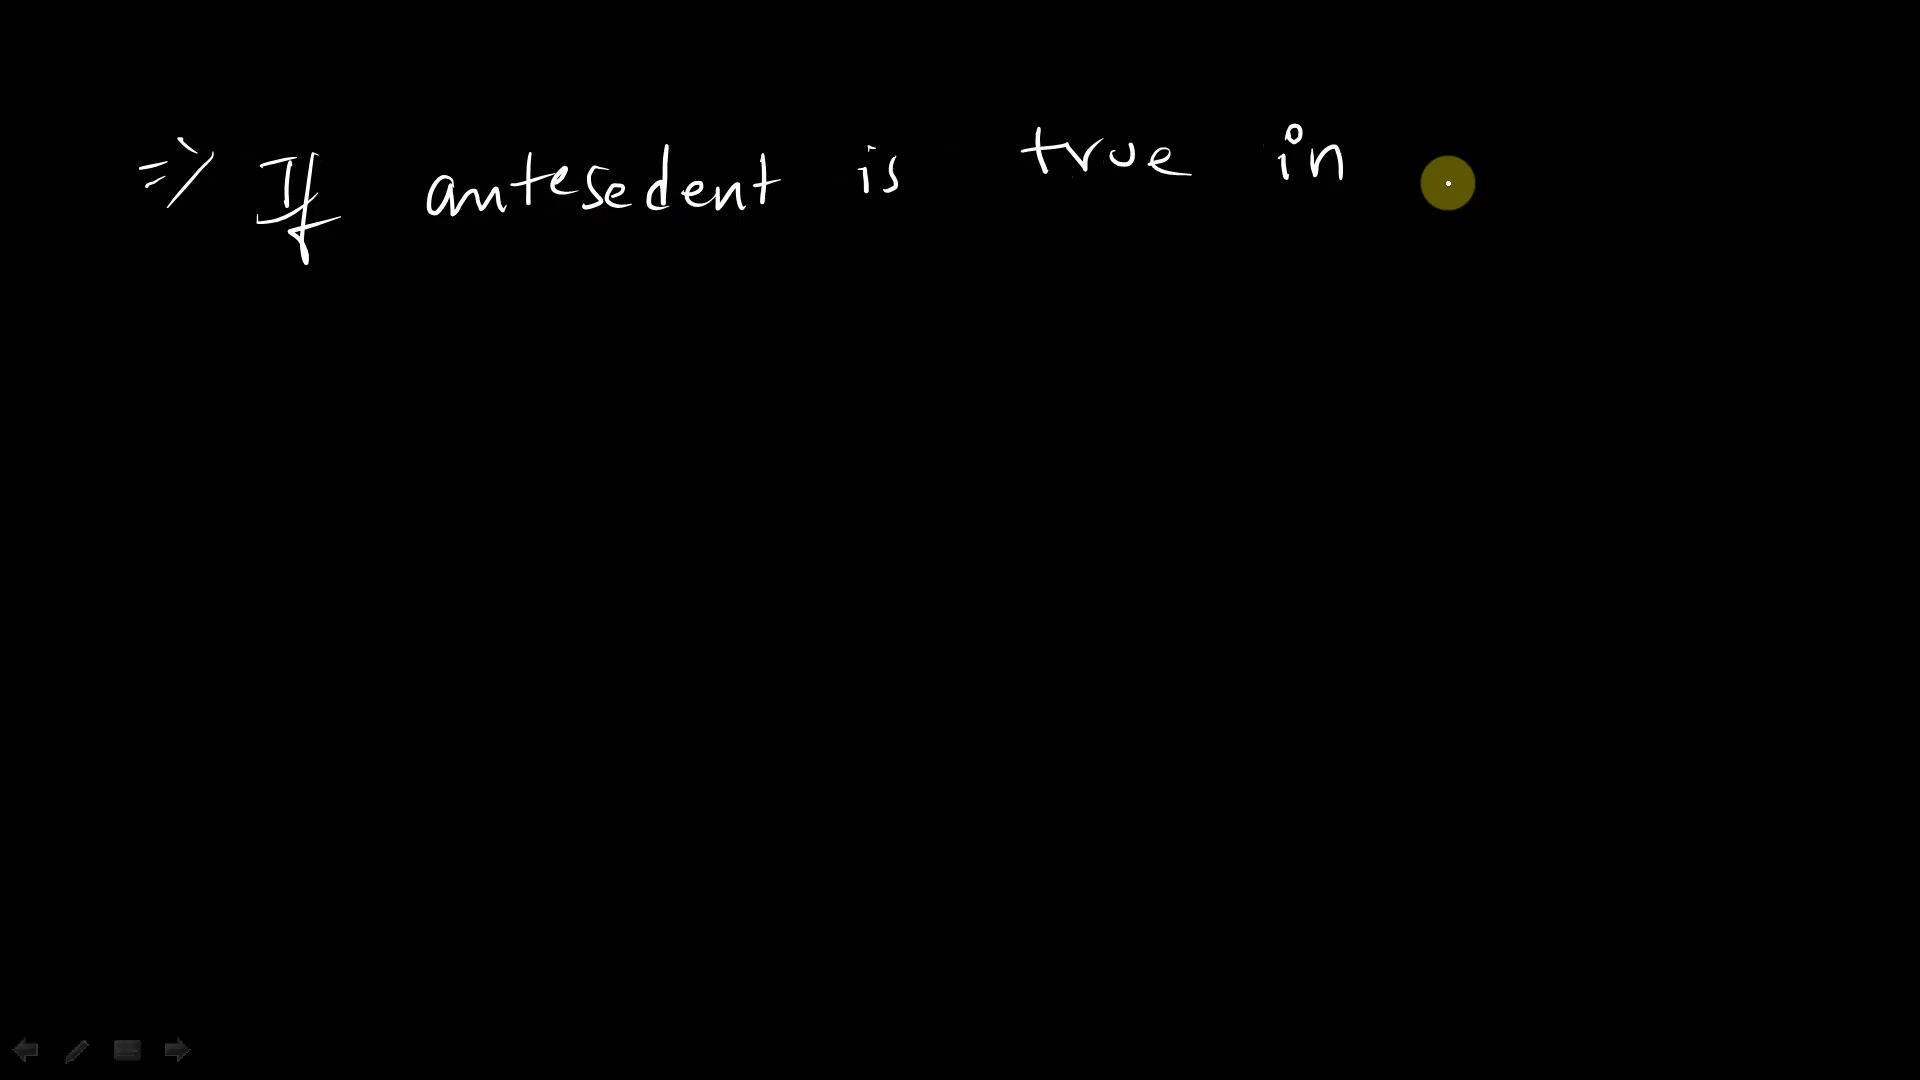 ⇒ If antesedent is true in